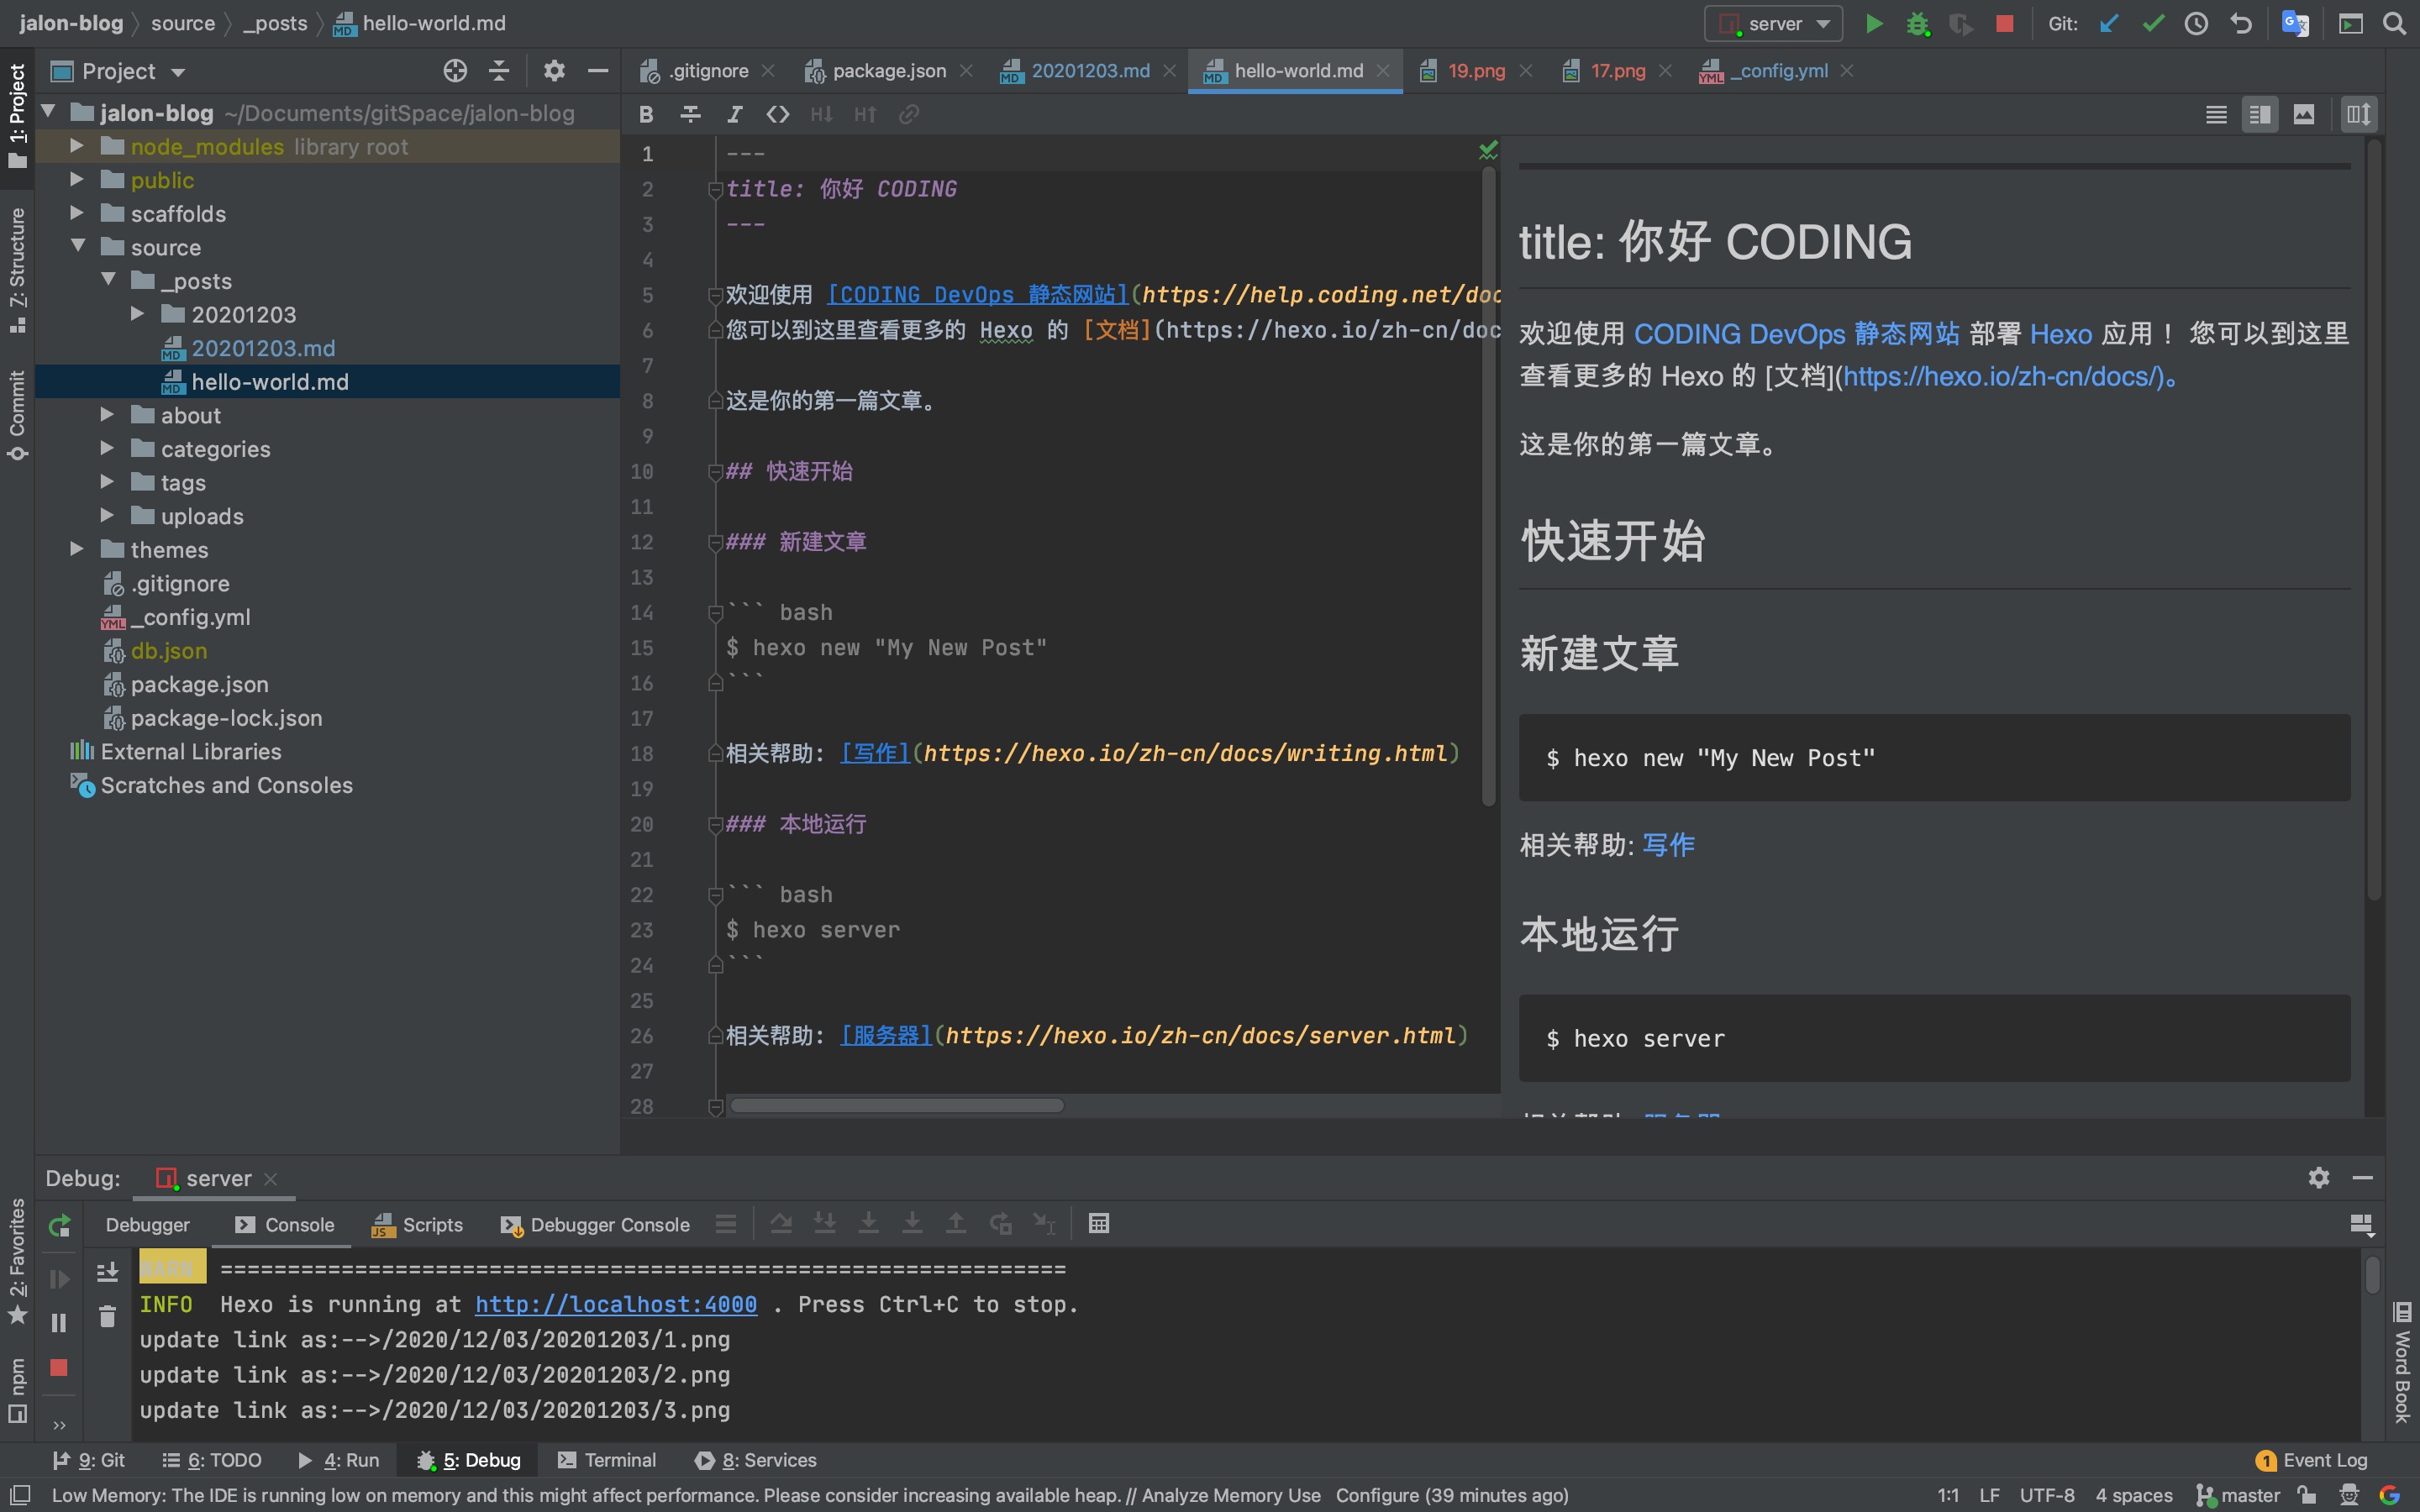 jalon-blog source _posts hello-world.md
server Git:
Project
.gitignore package.json 20201203.md hello-world.md 19.png 17.png _config.yml
1: Project
7: Structure
Commit
2: Favorites
npm
jalon-blog ~/Documents/gitSpace/jalon-blog
node_modules library root
public
scaffolds
source
_posts
20201203
20201203.md
hello-world.md
about
categories
tags
uploads
themes
.gitignore
_config.yml
db.json
package.json
package-lock.json
External Libraries
Scratches and Consoles
1 ---
2 title: 你好 CODING
3 ---
4
5 欢迎使用 [CODING DevOps 静态网站](https://help.coding.net/doc
6 您可以到这里查看更多的 Hexo 的 [文档](https://hexo.io/zh-cn/doc
7
8 这是你的第一篇文章。
9
10 ## 快速开始
11
12 ### 新建文章
13
14 ``` bash
15 $ hexo new "My New Post"
16 ```
17
18 相关帮助: [写作](https://hexo.io/zh-cn/docs/writing.html)
19
20 ### 本地运行
21
22 ``` bash
23 $ hexo server
24 ```
25
26 相关帮助: [服务器](https://hexo.io/zh-cn/docs/server.html)
27
28
title: 你好 CODING
欢迎使用 CODING DevOps 静态网站 部署 Hexo 应用！ 您可以到这里
查看更多的 Hexo 的 [文档](https://hexo.io/zh-cn/docs/)。
这是你的第一篇文章。
快速开始
新建文章
$ hexo new "My New Post"
相关帮助: 写作
本地运行
$ hexo server
Debug: server
Debugger Console Scripts Debugger Console
WARN ===============================================================
INFO Hexo is running at http://localhost:4000 . Press Ctrl+C to stop.
update link as:-->/2020/12/03/20201203/1.png
update link as:-->/2020/12/03/20201203/2.png
update link as:-->/2020/12/03/20201203/3.png
Word Book
9: Git 6: TODO 4: Run 5: Debug Terminal 8: Services 1 Event Log
Low Memory: The IDE is running low on memory and this might affect performance. Please consider increasing available heap. // Analyze Memory Use Configure (39 minutes ago) 1:1 LF UTF-8 4 spaces master